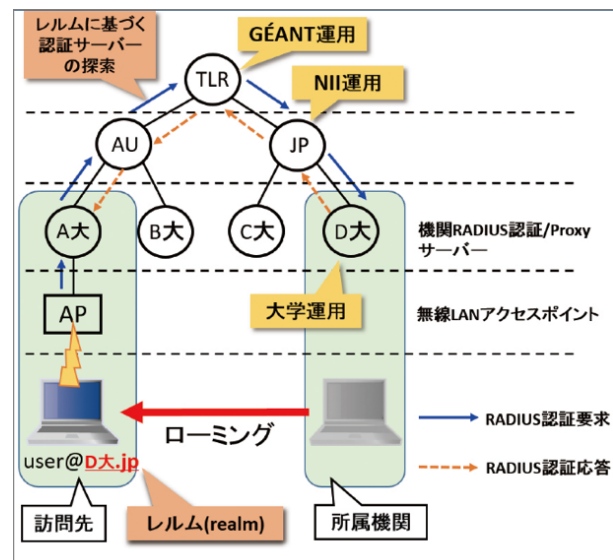 レルムに基づく
認証サーバー
の探索
GÉANT運用
TLR
NII運用
AU
JP
A大
B大
C大
D大
機関RADIUS認証/Proxy
サーバー
大学運用
AP
無線LANアクセスポイント
ローミング
RADIUS認証要求
user@D大.jp
RADIUS認証応答
訪問先
レルム(realm)
所属機関